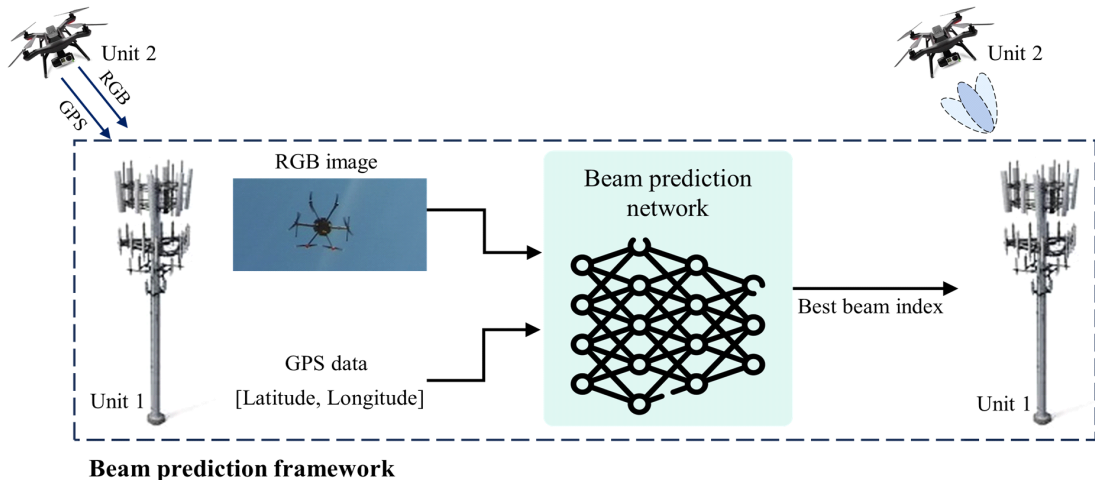 Unit 2
RGB
GPS
Unit 2
RGB image
Beam prediction
network
Best beam index
GPS data
[Latitude, Longitude]
Unit 1
Unit 1
Beam prediction framework